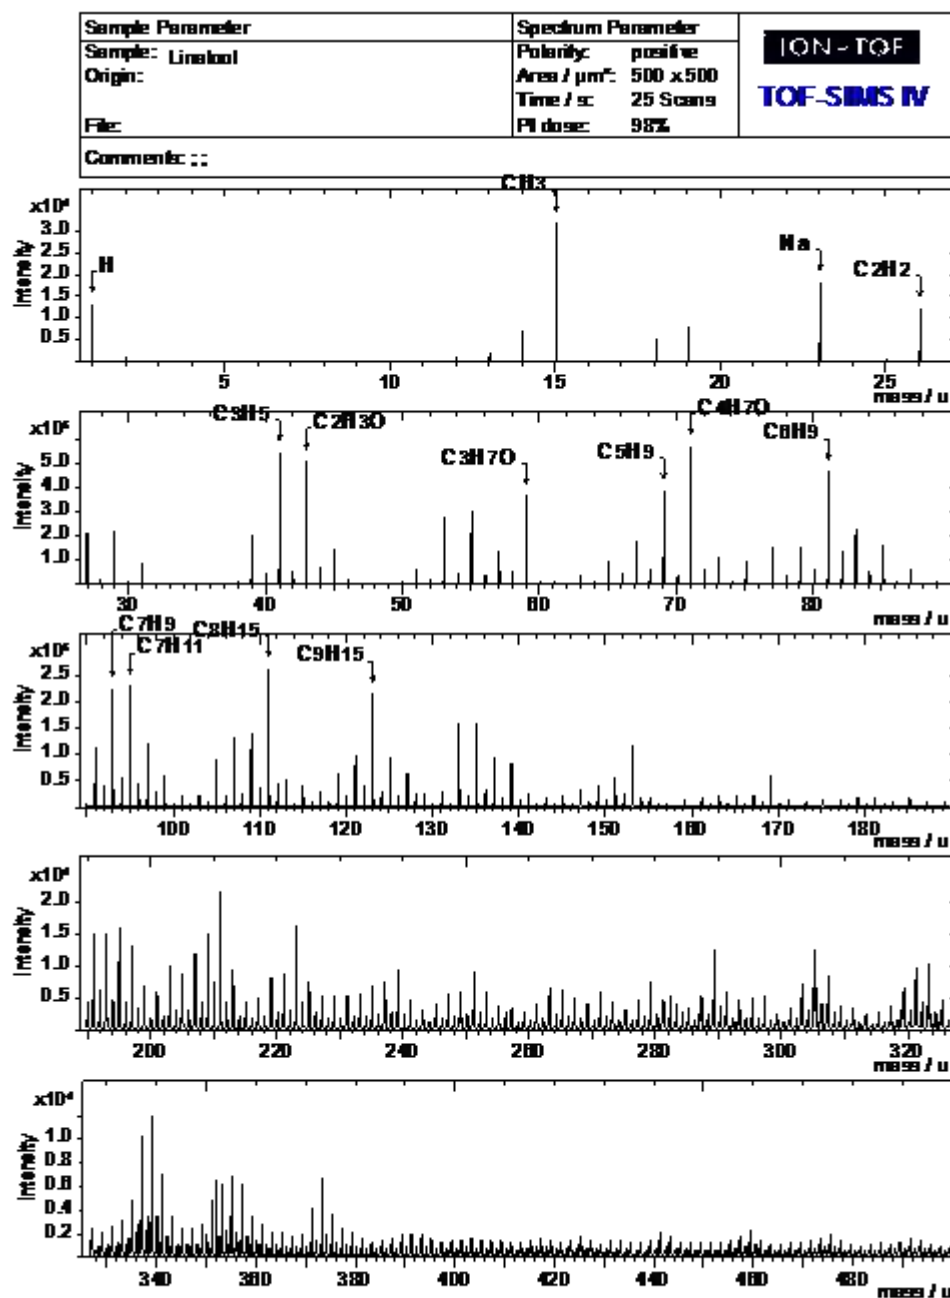 Sample Parameter
Spectrum Parameter
Sample: Linalool
Polarity: positive
Origin:
Area / µm²: 500 x 500
Time / s: 25 Scans
File:
PI dose: 98%
ION-TOF
TOF-SIMS IV
Comments: ; ;
CH3
x10⁴
3.0
2.5
2.0
1.5
1.0
0.5
Intensity
H
Na
C2H2
5 10 15 20 25
mass / u
C3H5
C2H3O
C3H7O
C5H9
C4H7O
C6H9
5.0
4.0
3.0
2.0
1.0
Intensity
30 40 50 60 70 80
mass / u
C7H9
C7H11
C8H15
C9H15
2.5
2.0
1.5
1.0
0.5
Intensity
100 110 120 130 140 150 160 170 180
mass / u
x10⁴
2.0
1.5
1.0
0.5
Intensity
200 220 240 260 280 300 320
mass / u
x10⁴
1.0
0.8
0.6
0.4
0.2
Intensity
340 360 380 400 420 440 460 480
mass / u